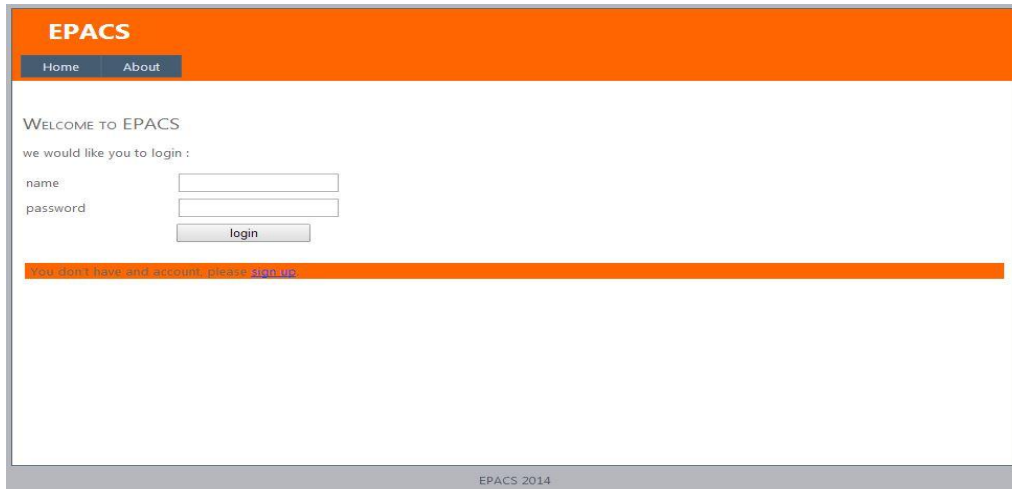 EPACS
Home About
WELCOME TO EPACS
we would like you to login :
name
password
login
You don't have and account, please sign up.
EPACS 2014